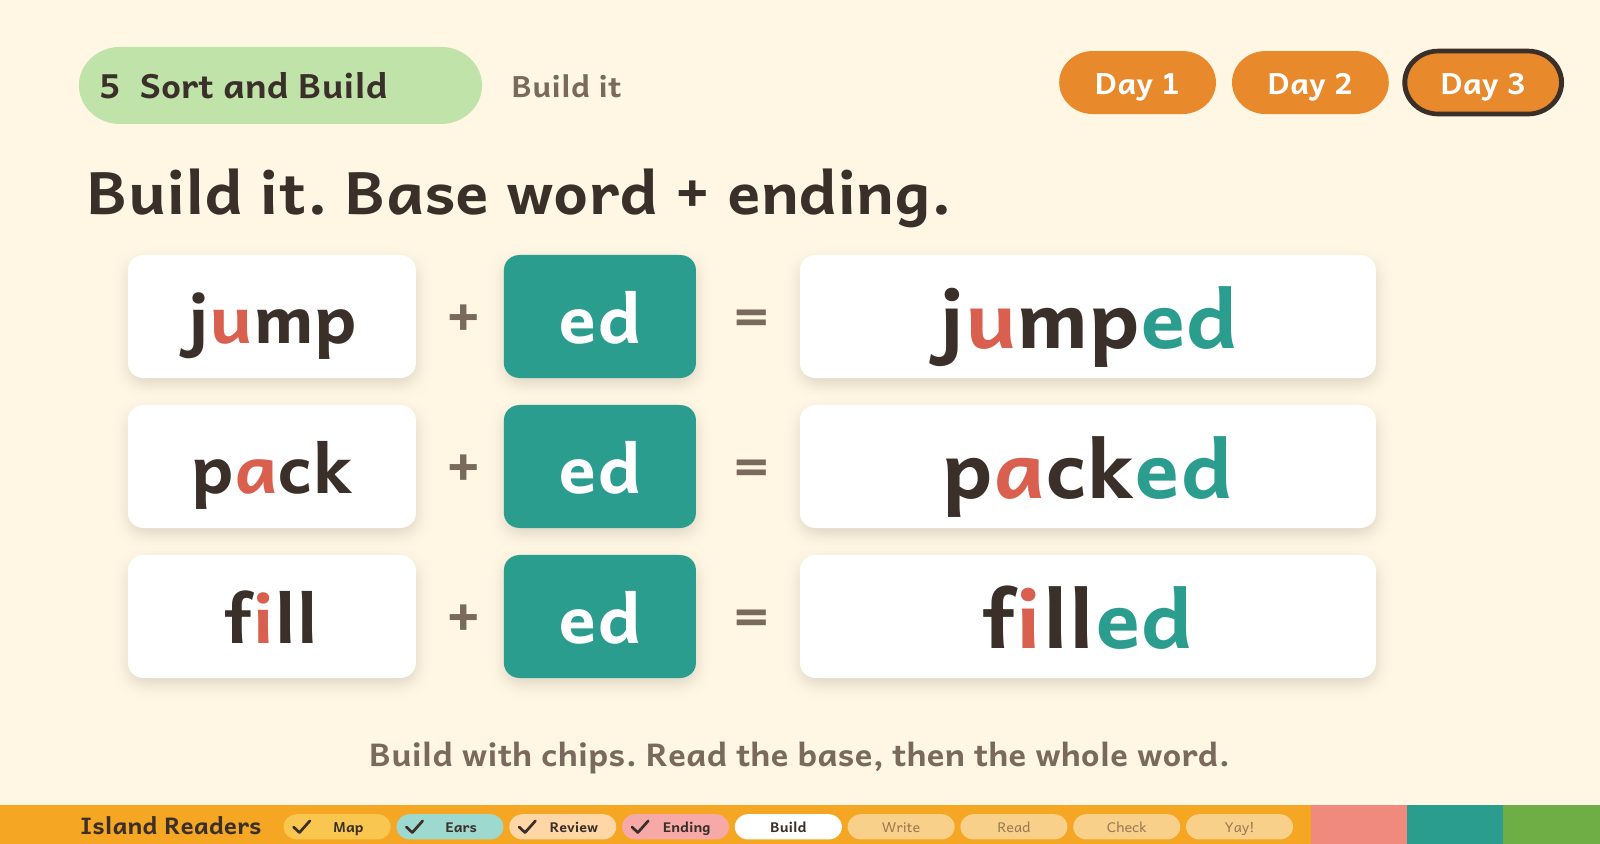 5 Sort and Build
Build it
Day 1
Day 2
Day 3
Build it. Base word + ending.
jump + ed = jumped
pack + ed = packed
fill + ed = filled
Build with chips. Read the base, then the whole word.
Island Readers
Map
Ears
Review
Ending
Build
Write
Read
Check
Yay!